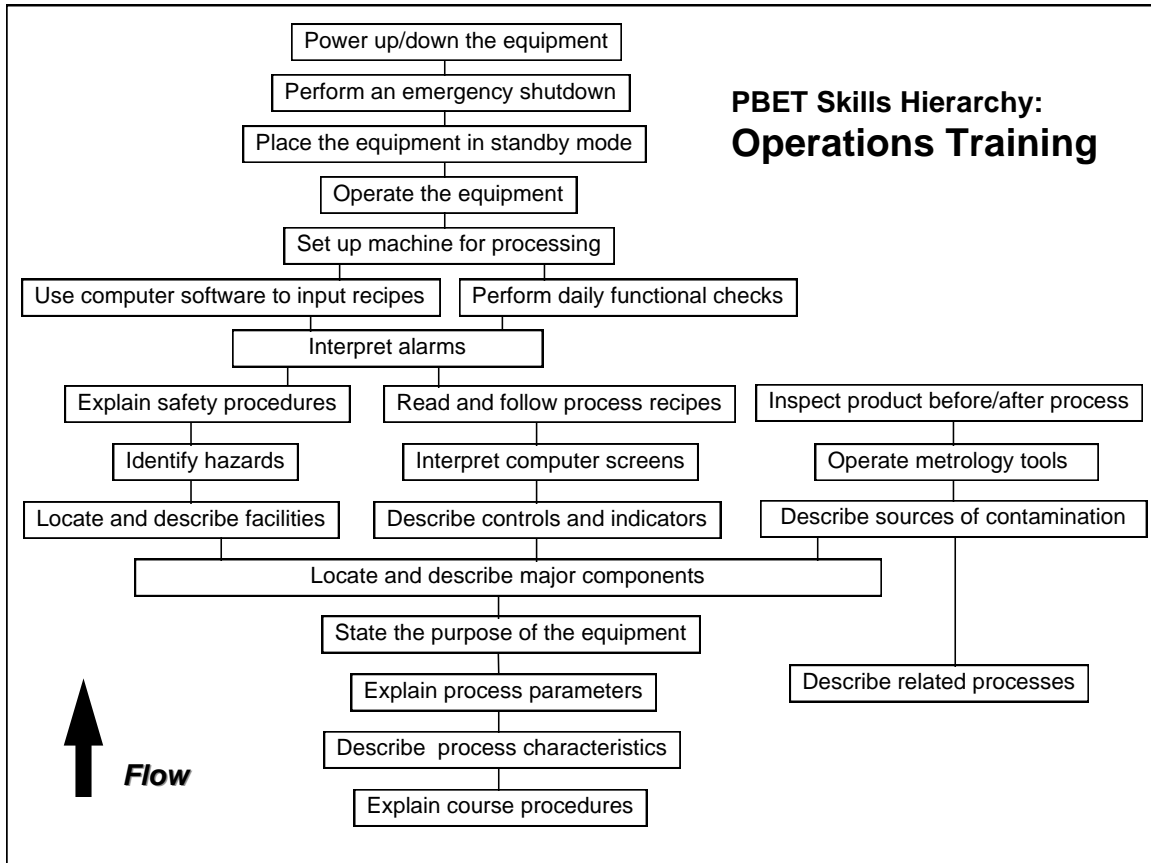 Power up/down the equipment
Perform an emergency shutdown
PBET Skills Hierarchy:
Operations Training
Place the equipment in standby mode
Operate the equipment
Set up machine for processing
Use computer software to input recipes
Perform daily functional checks
Interpret alarms
Explain safety procedures
Read and follow process recipes
Inspect product before/after process
Identify hazards
Interpret computer screens
Operate metrology tools
Locate and describe facilities
Describe controls and indicators
Describe sources of contamination
Locate and describe major components
State the purpose of the equipment
Explain process parameters
Describe related processes
Describe  process characteristics
Flow
Explain course procedures